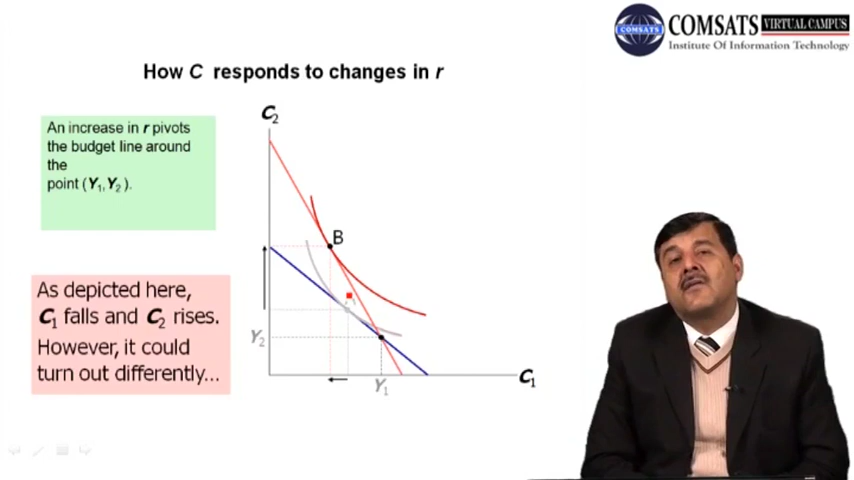 COMSATS VIRTUAL CAMPUS
COMSATS
Institute Of Information Technology
How C responds to changes in r
An increase in r pivots
the budget line around
the
point (Y1, Y2).
C2
B
As depicted here,
C1 falls and C2 rises.
However, it could
turn out differently...
A
Y2
Y1
C1